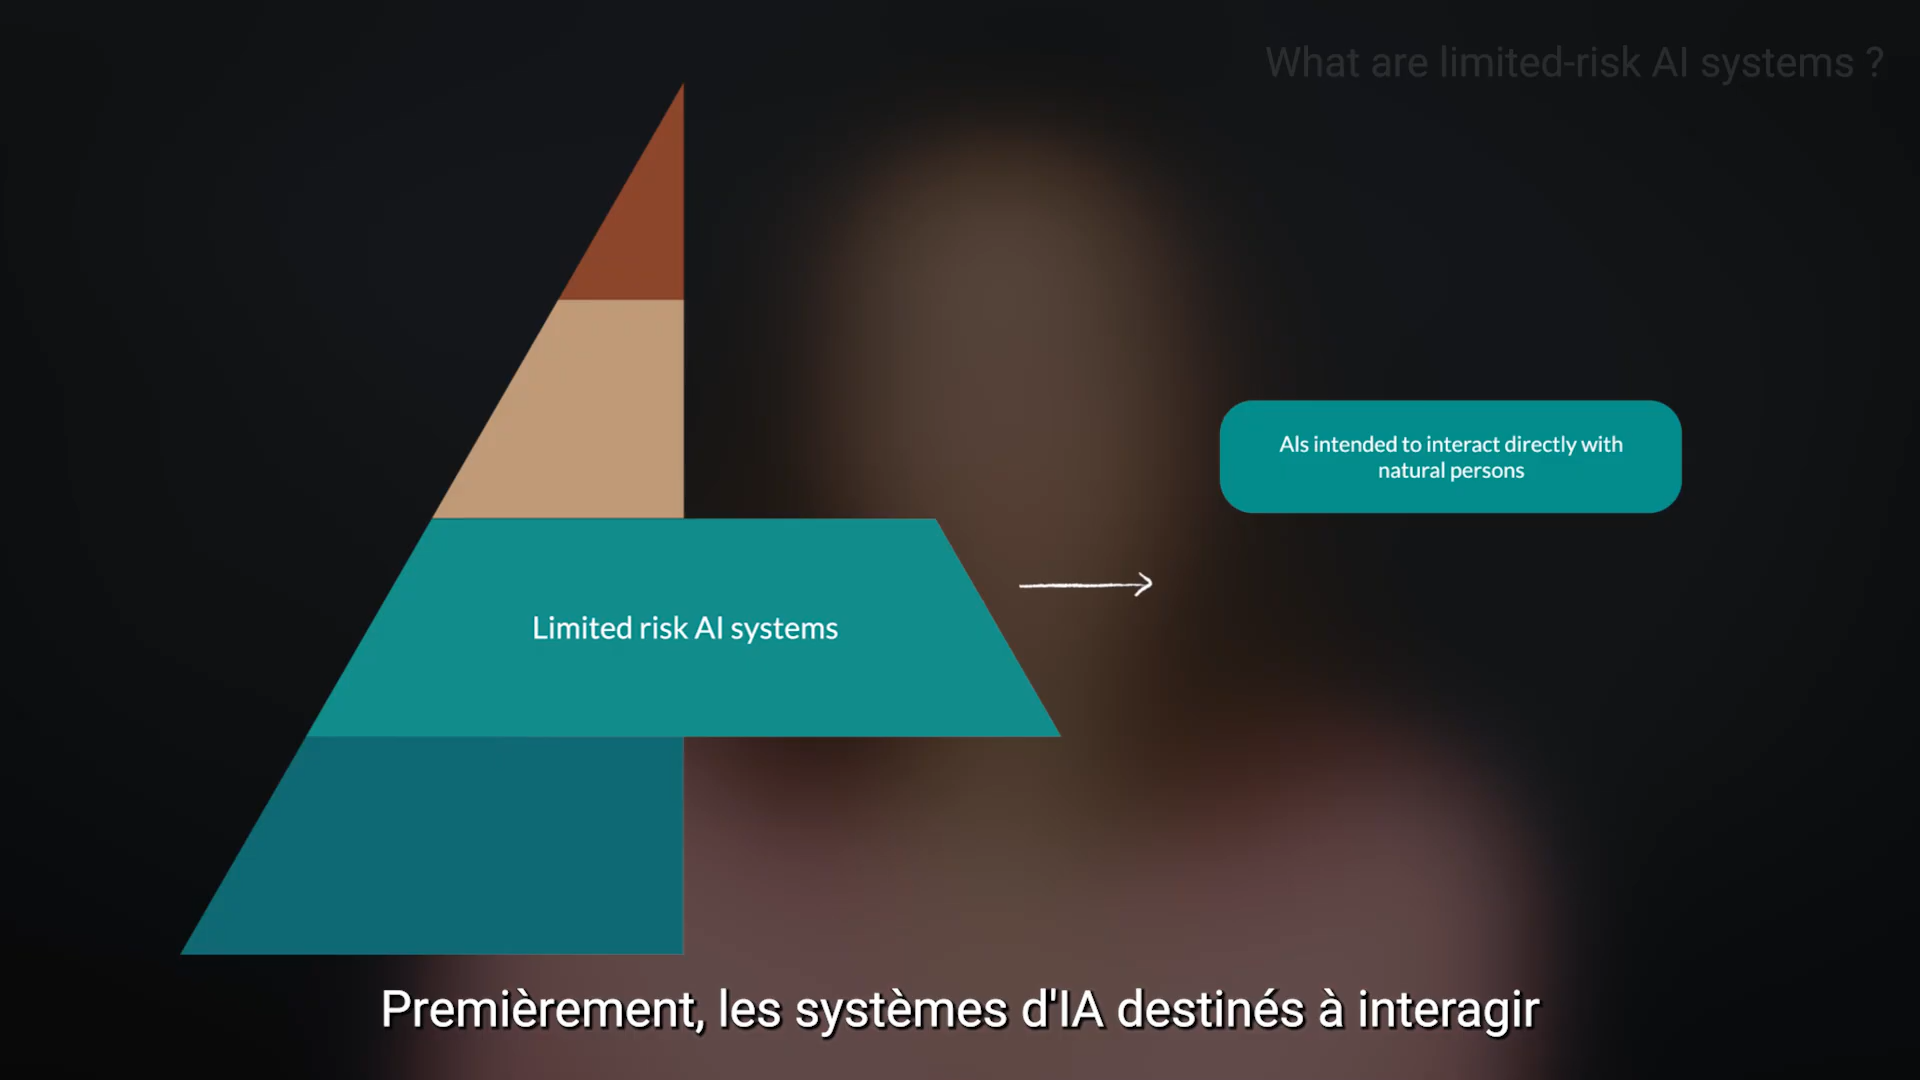 What are limited-risk AI systems ?
AIs intended to interact directly with
natural persons
Limited risk AI systems
Premièrement, les systèmes d'IA destinés à interagir